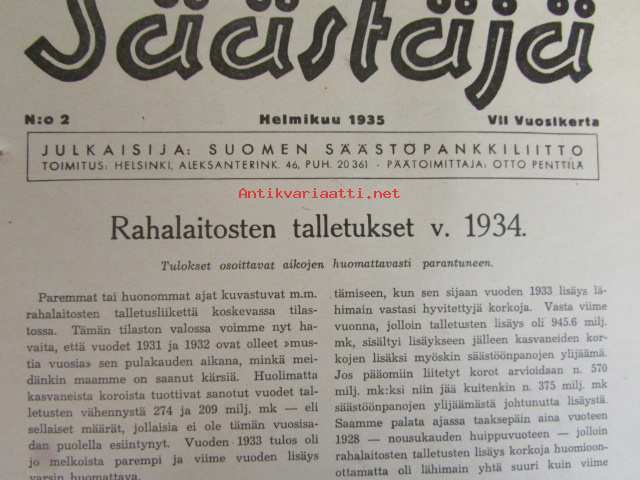 Säästäjä
N:o 2 Helmikuu 1935 VII Vuosikerta
JULKAISIJA: SUOMEN SÄÄSTÖPANKKILIITTO
TOIMITUS: HELSINKI, ALEKSANTERINK. 46, PUH. 20361 · PÄÄTOIMITTAJA: OTTO PENTTILÄ
Antikvariaatti.net
Rahalaitosten talletukset v. 1934.
Tulokset osoittavat aikojen huomattavasti parantuneen.
Paremmat tai huonommat ajat kuvastuvat m.m.
rahalaitosten talletusliikettä koskevassa tilas-
tossa. Tämän tilaston valossa voimme nyt ha-
vaita, että vuodet 1931 ja 1932 ovat olleet »mus-
tia vuosia» sen pulakauden aikana, minkä mei-
dänkin maamme on saanut kärsiä. Huolimatta
kasvaneista koroista tuottivat sanotut vuodet tal-
letusten vähennystä 274 ja 209 milj. mk — eli
sellaiset määrät, jollaisia ei ole tämän vuosisa-
dan puolella esiintynyt. Vuoden 1933 tulos oli
jo melkoista parempi ja viime vuoden lisäys
varsin huomattava.
tämiseen, kun sen sijaan vuoden 1933 lisäys lä-
himain vastasi hyvitettyjä korkoja. Vasta viime
vuonna, jolloin talletusten lisäys oli 945.6 milj.
mk, sisältyi lisäykseen jälleen kasvaneiden kor-
kojen lisäksi myöskin säästöönpanojen ylijäämä.
Jos pääomiin liitetyt korot arvioidaan n. 570
milj. mk:ksi niin jää kuitenkin n. 375 milj. mk
säästöönpanojen ylijäämästä johtunutta lisäystä.
Saamme palata ajassa taaksepäin aina vuoteen
1928 — nousukauden huippuvuoteen — jolloin
rahalaitosten talletusten lisäys korkoja huomioon-
ottamatta oli lähimain yhtä suuri kuin viime